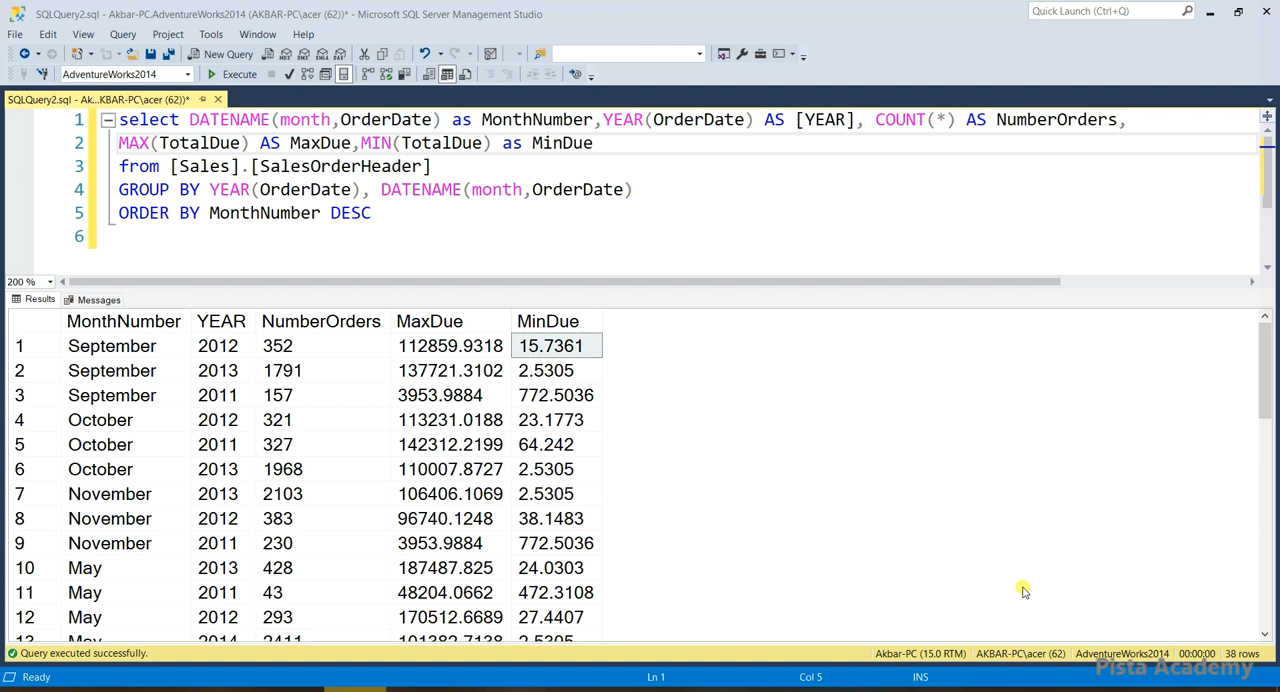 SQLQuery2.sql - Akbar-PC.AdventureWorks2014 (AKBAR-PC\acer (62))* - Microsoft SQL Server Management Studio
Quick Launch (Ctrl+Q)
File Edit View Query Project Tools Window Help
New Query
AdventureWorks2014 Execute
SQLQuery2.sql - Ak...KBAR-PC\acer (62))*
1 select DATENAME(month,OrderDate) as MonthNumber,YEAR(OrderDate) AS [YEAR], COUNT(*) AS NumberOrders,
2 MAX(TotalDue) AS MaxDue,MIN(TotalDue) as MinDue
3 from [Sales].[SalesOrderHeader]
4 GROUP BY YEAR(OrderDate), DATENAME(month,OrderDate)
5 ORDER BY MonthNumber DESC
6
200 %
Results Messages
MonthNumber YEAR NumberOrders MaxDue MinDue
1 September 2012 352 112859.9318 15.7361
2 September 2013 1791 137721.3102 2.5305
3 September 2011 157 3953.9884 772.5036
4 October 2012 321 113231.0188 23.1773
5 October 2011 327 142312.2199 64.242
6 October 2013 1968 110007.8727 2.5305
7 November 2013 2103 106406.1069 2.5305
8 November 2012 383 96740.1248 38.1483
9 November 2011 230 3953.9884 772.5036
10 May 2013 428 187487.825 24.0303
11 May 2011 43 48204.0662 472.3108
12 May 2012 293 170512.6689 27.4407
13 May 2014 2411 101382.7138 2.5305
Query executed successfully. Akbar-PC (15.0 RTM) AKBAR-PC\acer (62) AdventureWorks2014 00:00:00 38 rows
Pista Academy
Ready Ln 1 Col 5 INS